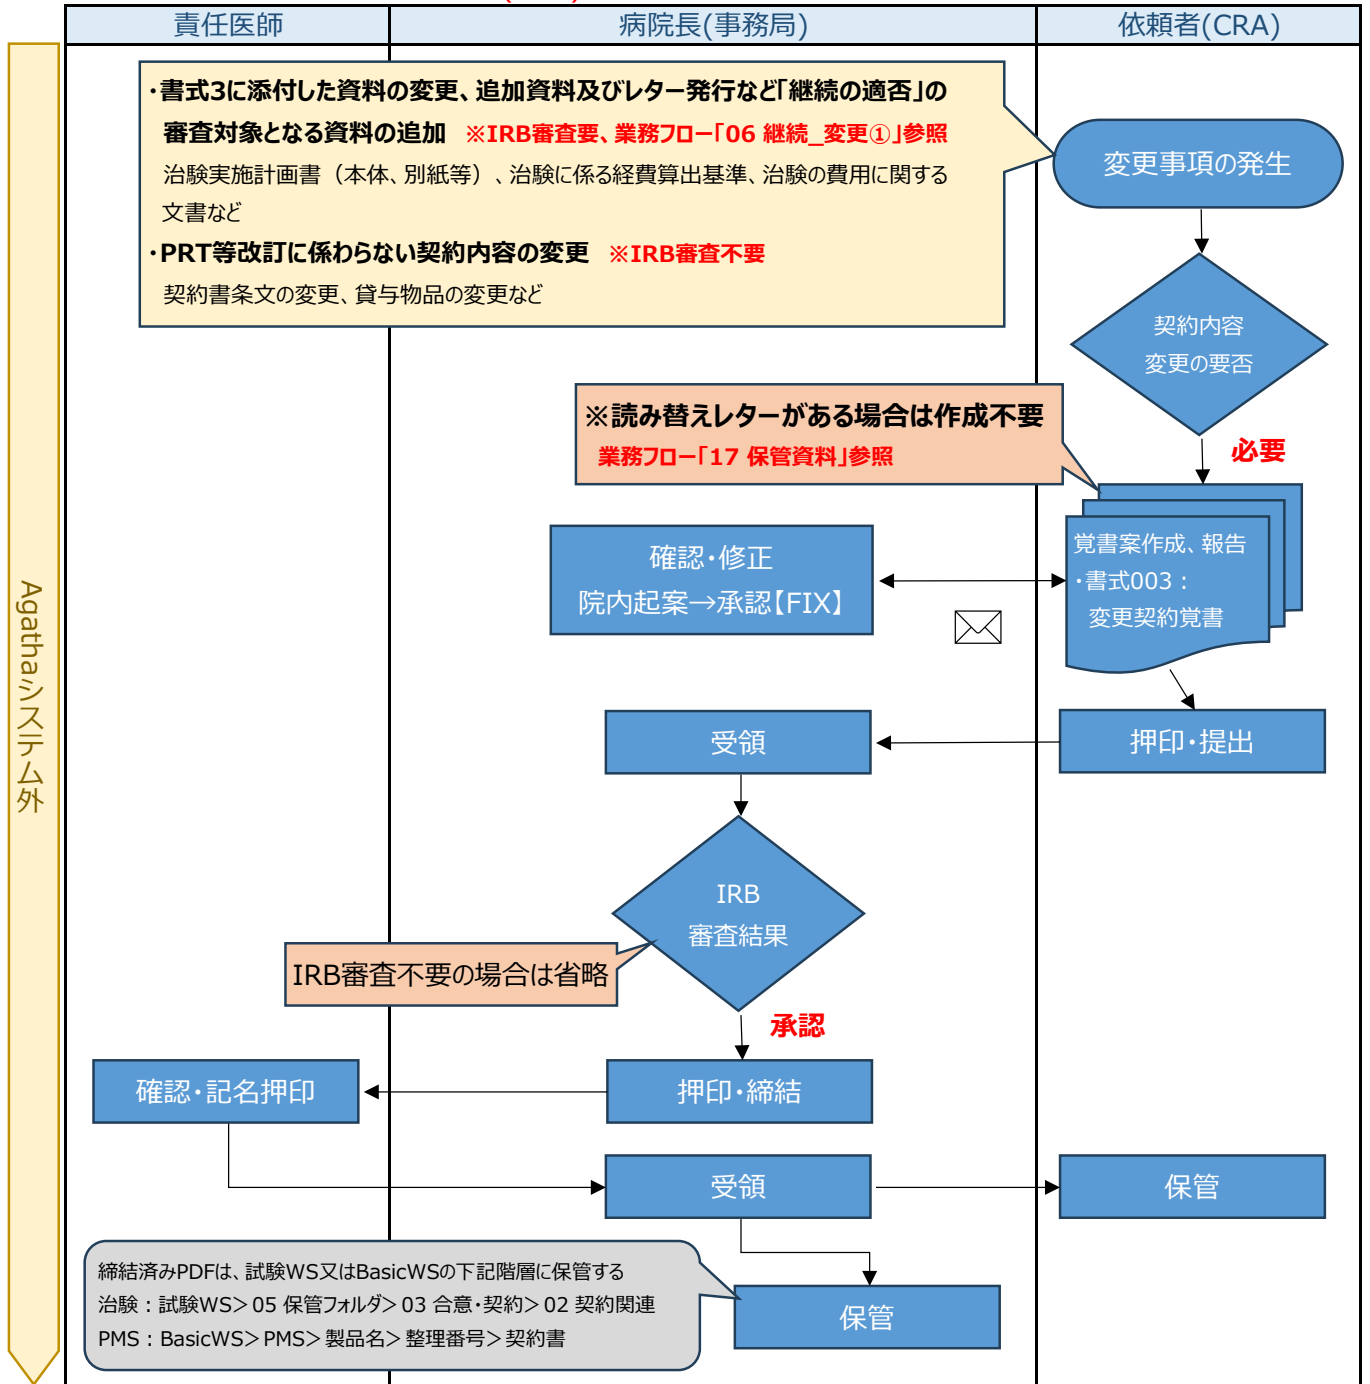 責任医師
病院長(事務局)
依頼者(CRA)
・書式3に添付した資料の変更、追加資料及びレター発行など「継続の適否」の
審査対象となる資料の追加 ※IRB審査要、業務フロー「06 継続_変更①」参照
治験実施計画書（本体、別紙等）、治験に係る経費算出基準、治験の費用に関する
文書など
・PRT等改訂に係わらない契約内容の変更 ※IRB審査不要
契約書条文の変更、貸与物品の変更など
変更事項の発生
契約内容
変更の要否
必要
※読み替えレターがある場合は作成不要
業務フロー「17 保管資料」参照
覚書案作成、報告
・書式003：
変更契約覚書
確認・修正
院内起案→承認【FIX】
Agathaシステム外
押印・提出
受領
IRB
審査結果
IRB審査不要の場合は省略
承認
押印・締結
確認・記名押印
受領
保管
締結済みPDFは、試験WS又はBasicWSの下記階層に保管する
治験：試験WS＞05 保管フォルダ＞03 合意・契約＞02 契約関連
PMS：BasicWS＞PMS＞製品名＞整理番号＞契約書
保管